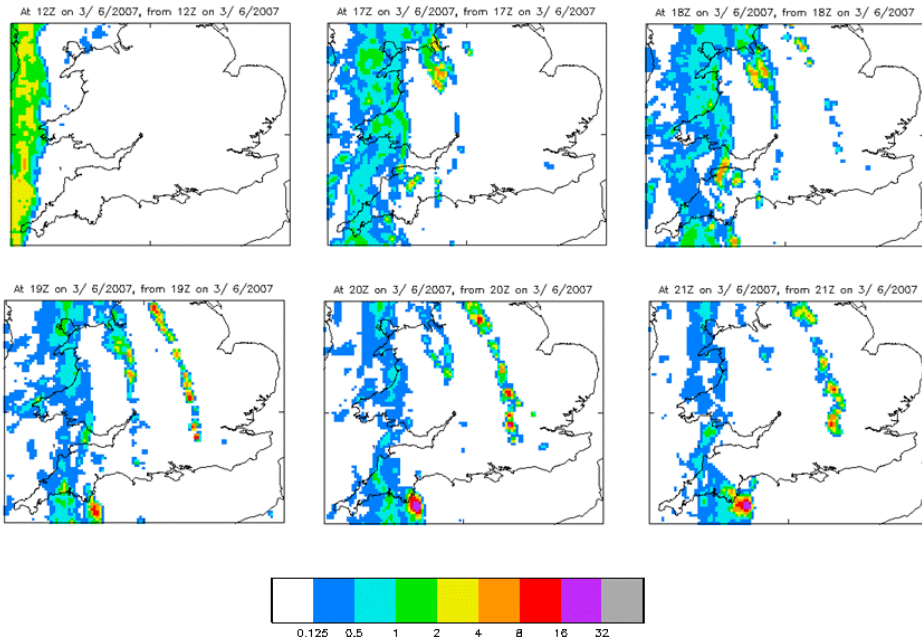 At 12Z on 3/ 6/2007, from 12Z on 3/ 6/2007
At 17Z on 3/ 6/2007, from 17Z on 3/ 6/2007
At 18Z on 3/ 6/2007, from 18Z on 3/ 6/2007
At 19Z on 3/ 6/2007, from 19Z on 3/ 6/2007
At 20Z on 3/ 6/2007, from 20Z on 3/ 6/2007
At 21Z on 3/ 6/2007, from 21Z on 3/ 6/2007
0.125 0.5 1 2 4 8 16 32